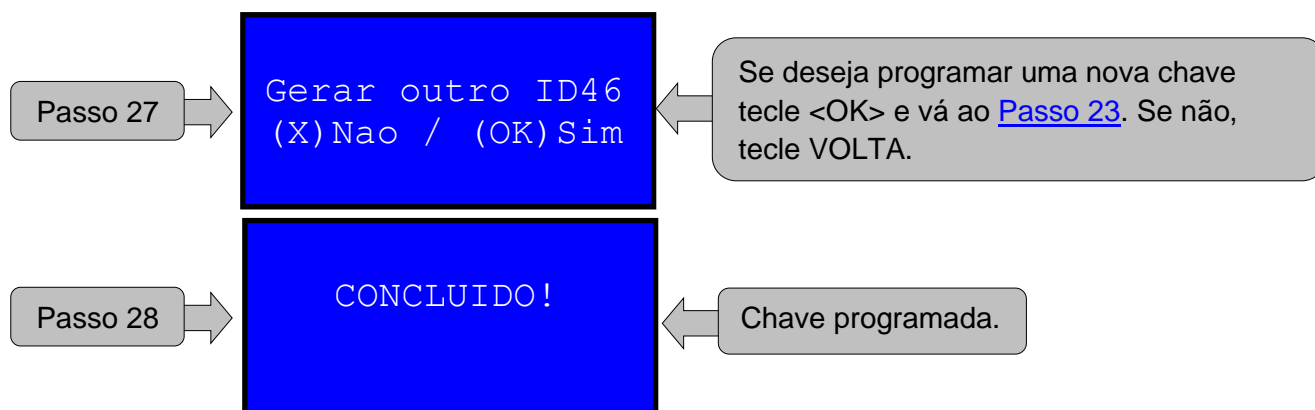 Passo 27
Gerar outro ID46
(X)Nao / (OK)Sim
Se deseja programar uma nova chave
tecle <OK> e vá ao Passo 23. Se não,
tecle VOLTA.
Passo 28
CONCLUIDO!
Chave programada.